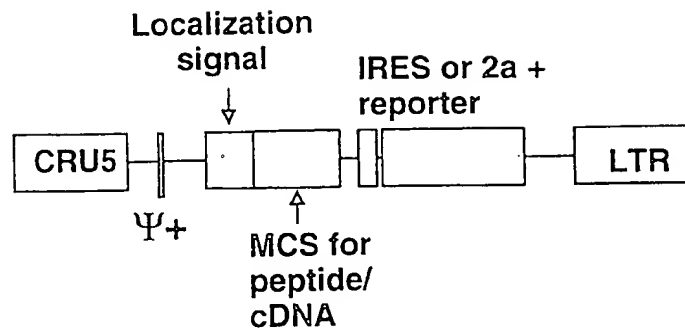 Localization
signal
IRES or 2a +
reporter
CRU5
LTR
Ψ+
MCS for
peptide/
cDNA